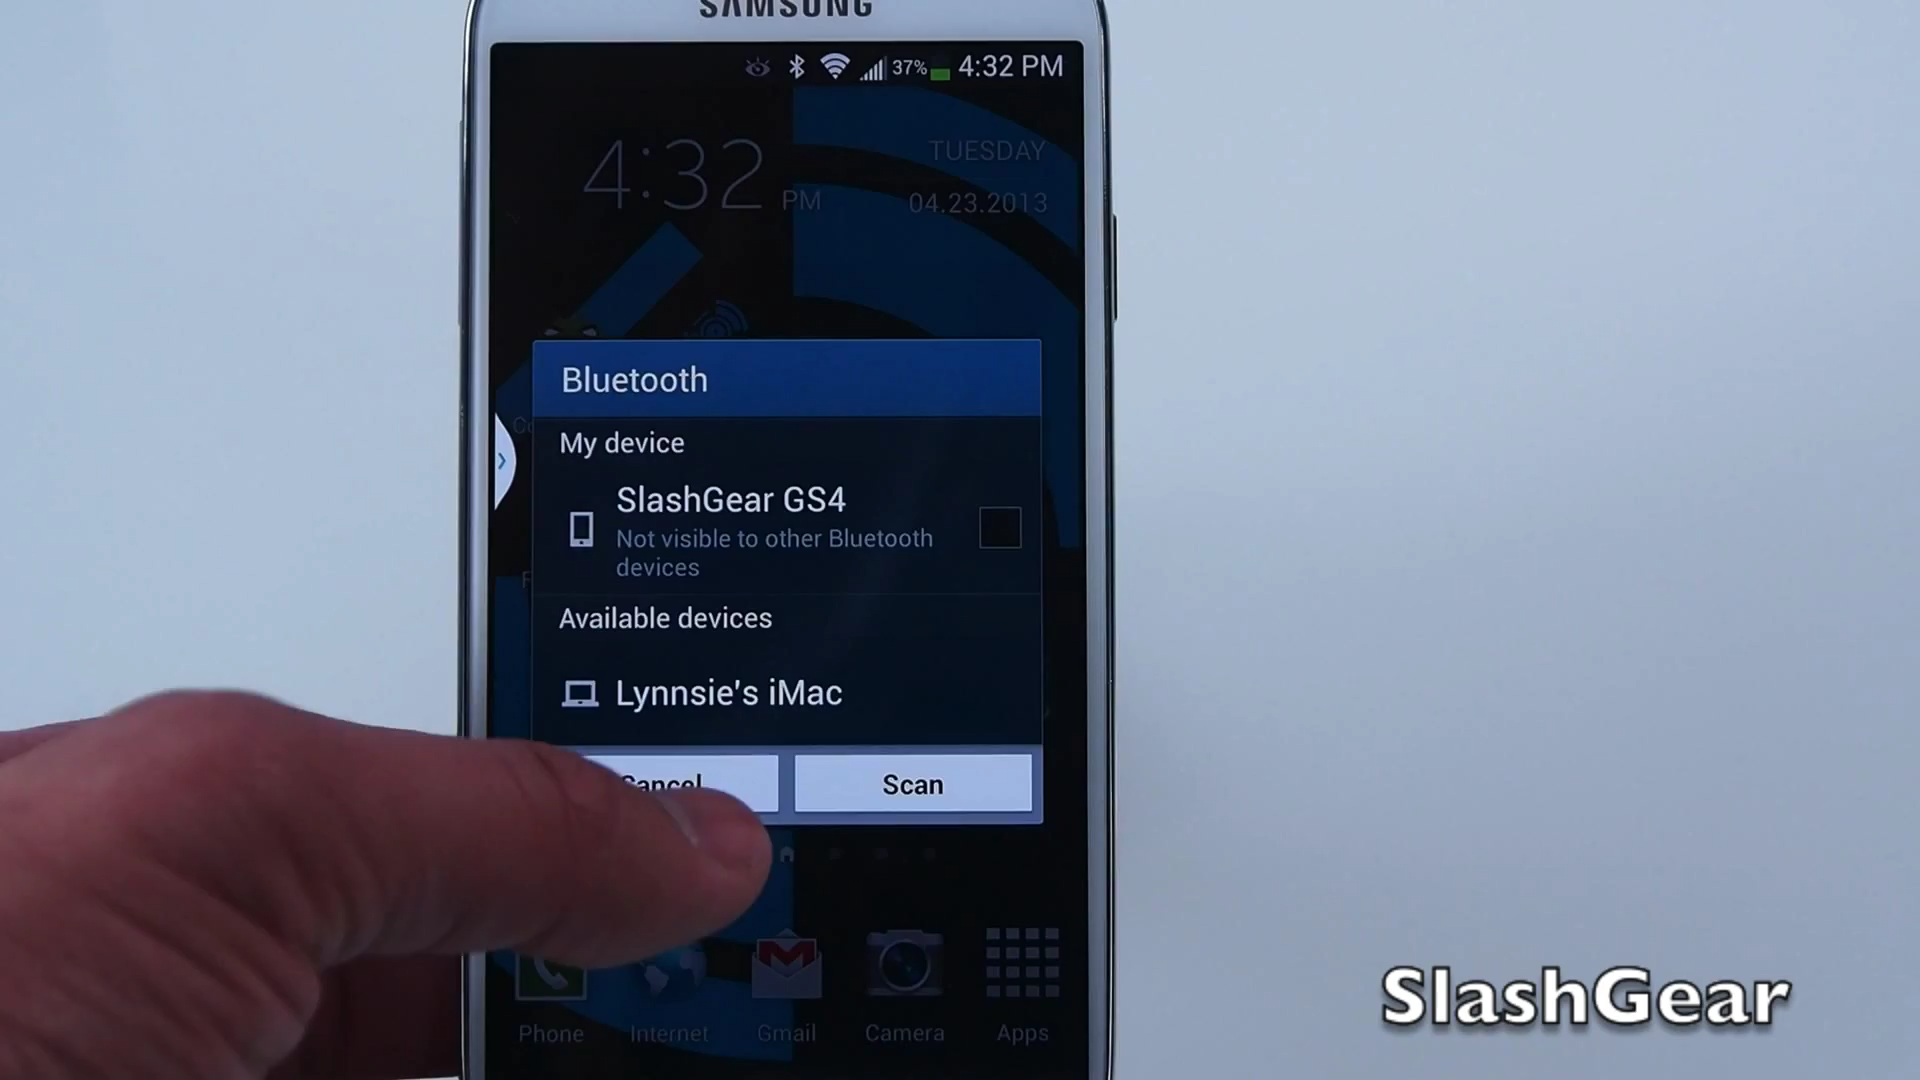 SAMSUNG
37% 4:32 PM
4:32 PM
TUESDAY
04.23.2013
Bluetooth
My device
SlashGear GS4
Not visible to other Bluetooth
devices
Available devices
Lynnsie's iMac
Cancel
Scan
Phone
Internet
Gmail
Camera
Apps
SlashGear